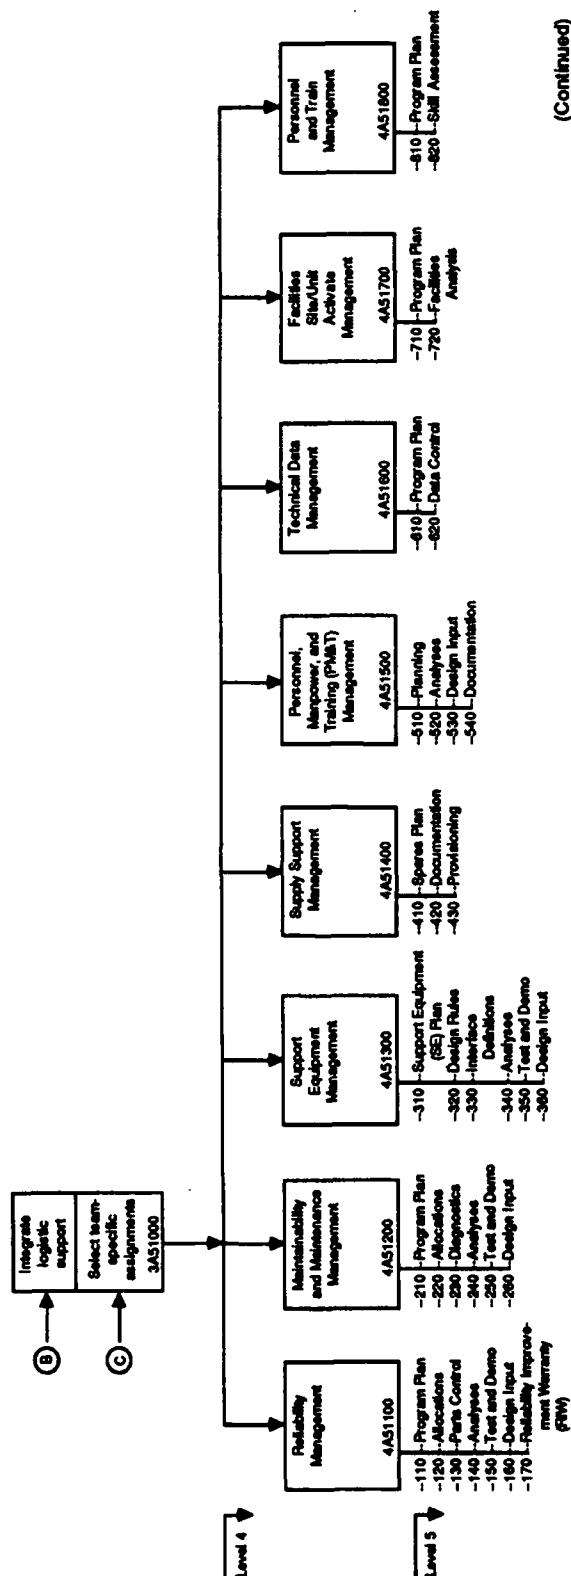 Integrate
logistic
support
Select team-
specific
assignments
3A51000
B
C
Level 4
Reliability
Management
4A51100
Maintainability
and Maintenance
Management
4A51200
Support
Equipment
Management
4A51300
Supply Support
Management
4A51400
Personnel,
Manpower, and
Training (PM&T)
Management
4A51500
Technical Data
Management
4A51600
Facilities
Site/Unit
Activate
Management
4A51700
Personnel
and Train
Management
4A51800
Level 5
--110 --Program Plan
--120 --Allocations
--130 --Parts Control
--140 --Analyses
--150 --Test and Demo
--160 --Design Input
--170 --Reliability Improve-
ment Warranty
(RIW)
--210 --Program Plan
--220 --Allocations
--230 --Diagnostics
--240 --Analyses
--250 --Test and Demo
--260 --Design Input
--310 --Support Equipment
(SE) Plan
--320 --Design Rules
--330 --Interface
Definitions
--340 --Analyses
--350 --Test and Demo
--360 --Design Input
--410 --Spares Plan
--420 --Documentation
--430 --Provisioning
--510 --Planning
--520 --Analyses
--530 --Design Input
--540 --Documentation
--610 --Program Plan
--620 --Data Control
--710 --Program Plan
--720 --Facilities
Analysis
--810 --Program Plan
--820 --Skill Assessment
(Continued)